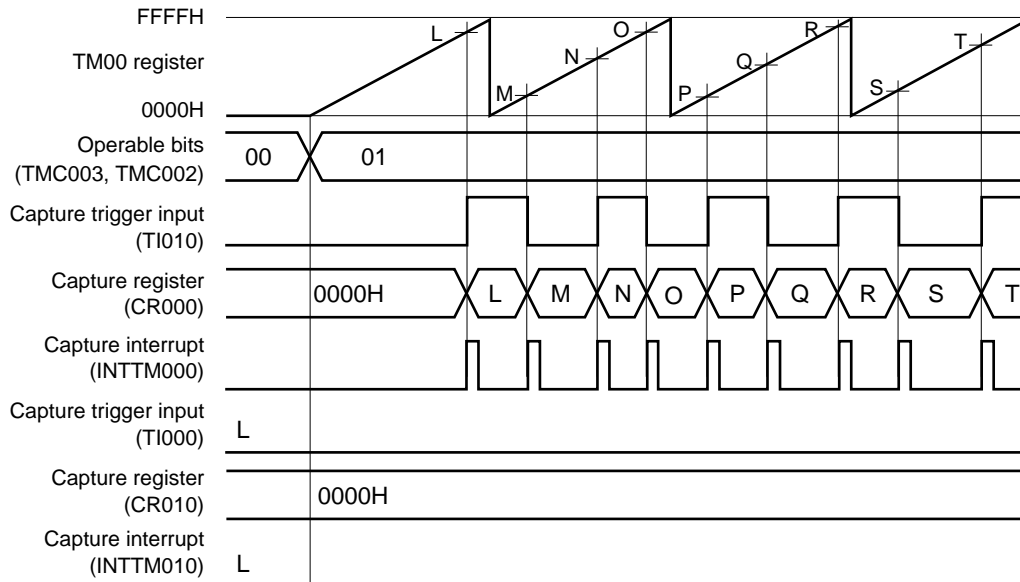 FFFFH
TM00 register
0000H
L M N O P Q R S T
Operable bits
(TMC003, TMC002)
00 01
Capture trigger input
(TI010)
Capture register
(CR000)
0000H L M N O P Q R S T
Capture interrupt
(INTTM000)
Capture trigger input
(TI000)
L
Capture register
(CR010)
0000H
Capture interrupt
(INTTM010)
L